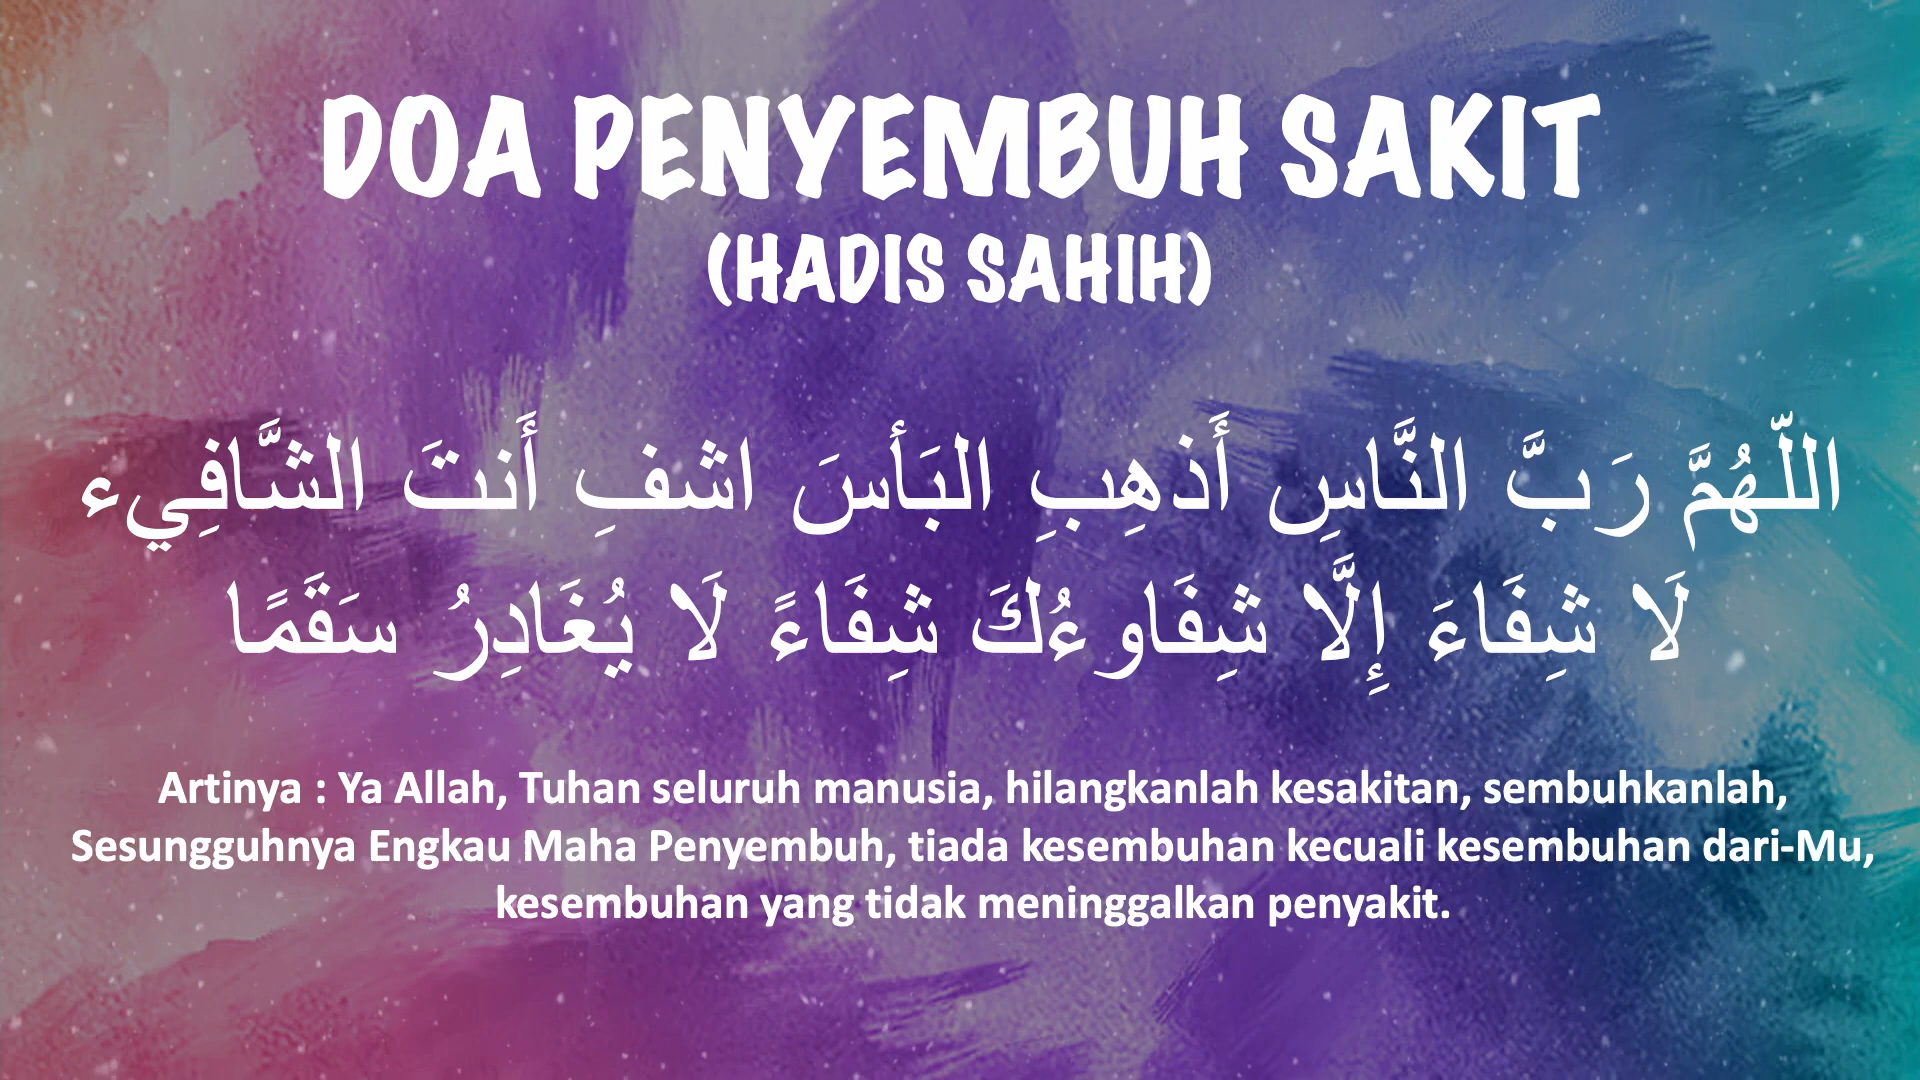 DOA PENYEMBUH SAKIT
(HADIS SAHIH)
اللّهُمَّ رَبَّ النَّاسِ أَذهِبِ البَأسَ اشفِ أَنتَ الشَّافِيء
لَا شِفَاءَ إِلَّا شِفَاوءُكَ شِفَاءً لَا يُغَادِرُ سَقَمًا
Artinya : Ya Allah, Tuhan seluruh manusia, hilangkanlah kesakitan, sembuhkanlah,
Sesungguhnya Engkau Maha Penyembuh, tiada kesembuhan kecuali kesembuhan dari-Mu,
kesembuhan yang tidak meninggalkan penyakit.